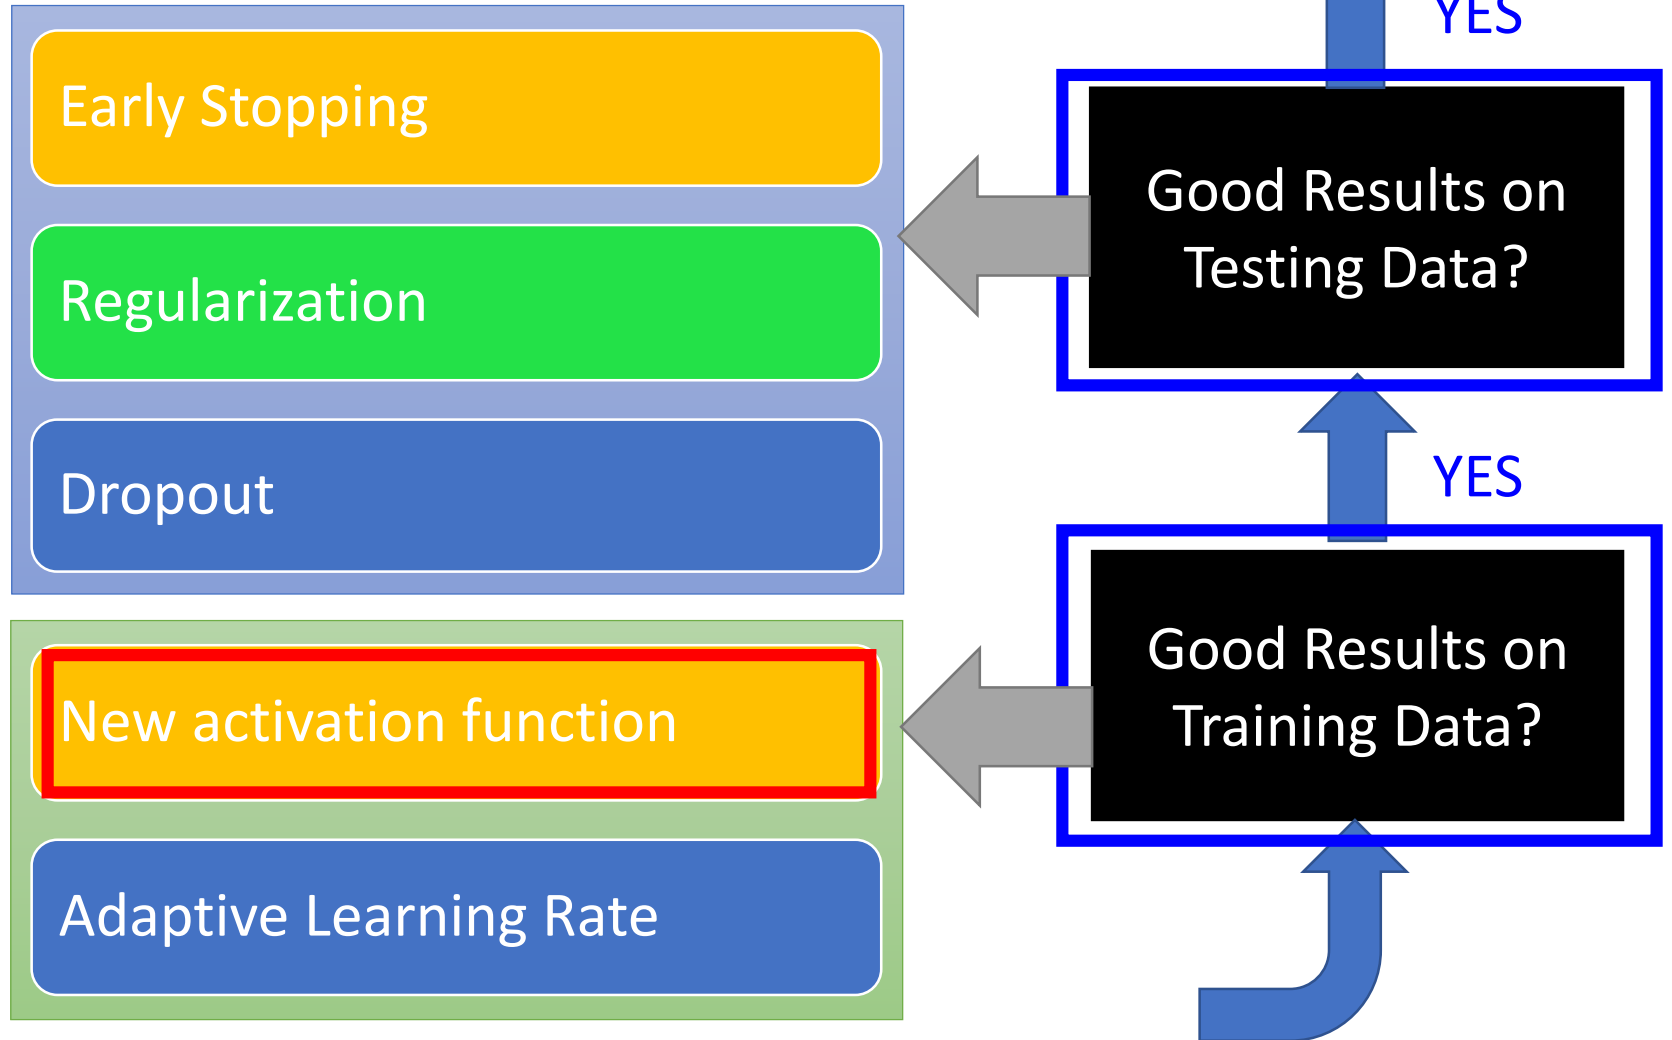 YES
Early Stopping
Good Results on
Testing Data?
Regularization
Dropout
YES
New activation function
Good Results on
Training Data?
Adaptive Learning Rate